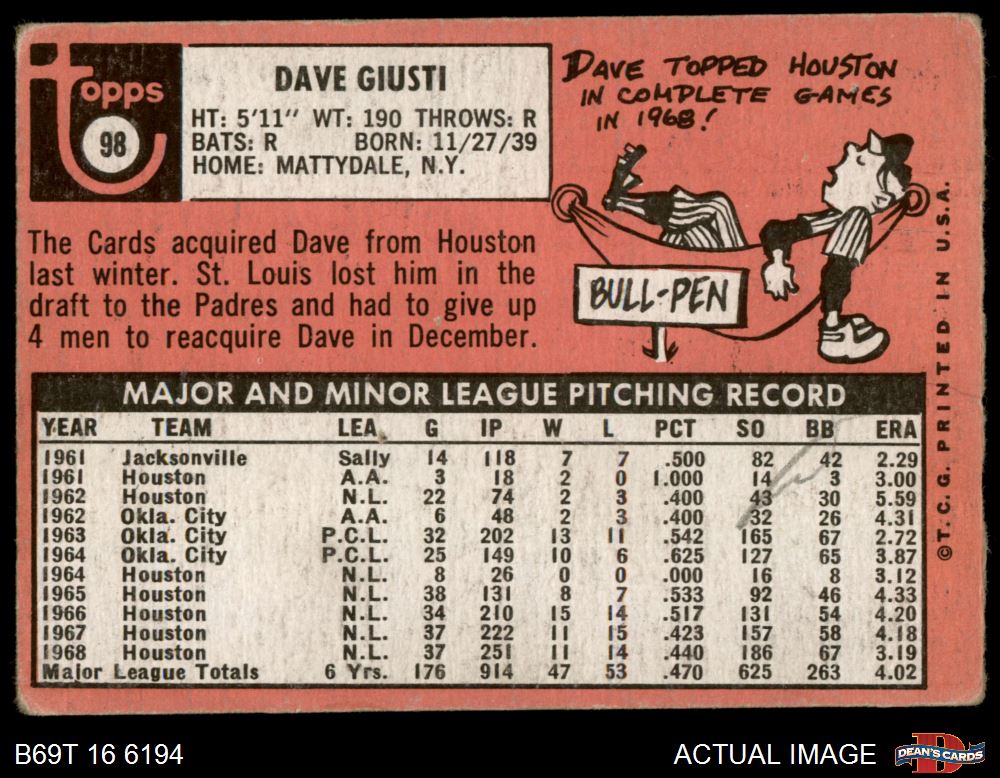 Topps
98
DAVE GIUSTI
HT: 5'11" WT: 190 THROWS: R
BATS: R BORN: 11/27/39
HOME: MATTYDALE, N.Y.
DAVE TOPPED HOUSTON
IN COMPLETE GAMES
IN 1968!
The Cards acquired Dave from Houston
last winter. St. Louis lost him in the
draft to the Padres and had to give up
4 men to reacquire Dave in December.
BULL-PEN
©T.C.G. PRINTED IN U.S.A.
MAJOR AND MINOR LEAGUE PITCHING RECORD
YEAR TEAM LEA G IP W L PCT SO BB ERA
1961 Jacksonville Sally 14 118 7 7 .500 82 42 2.29
1961 Houston A.A. 3 18 2 0 1.000 14 3 3.00
1962 Houston N.L. 22 74 2 3 .400 43 30 5.59
1962 Okla. City A.A. 6 48 2 3 .400 32 26 4.31
1963 Okla. City P.C.L. 32 202 13 11 .542 165 67 2.72
1964 Okla. City P.C.L. 25 149 10 6 .625 127 65 3.87
1964 Houston N.L. 8 26 0 0 .000 16 8 3.12
1965 Houston N.L. 38 131 8 7 .533 92 46 4.33
1966 Houston N.L. 34 210 15 14 .517 131 54 4.20
1967 Houston N.L. 37 222 11 15 .423 157 58 4.18
1968 Houston N.L. 37 251 11 14 .440 186 67 3.19
Major League Totals 6 Yrs. 176 914 47 53 .470 625 263 4.02
B69T 16 6194
ACTUAL IMAGE
DEAN'S CARDS